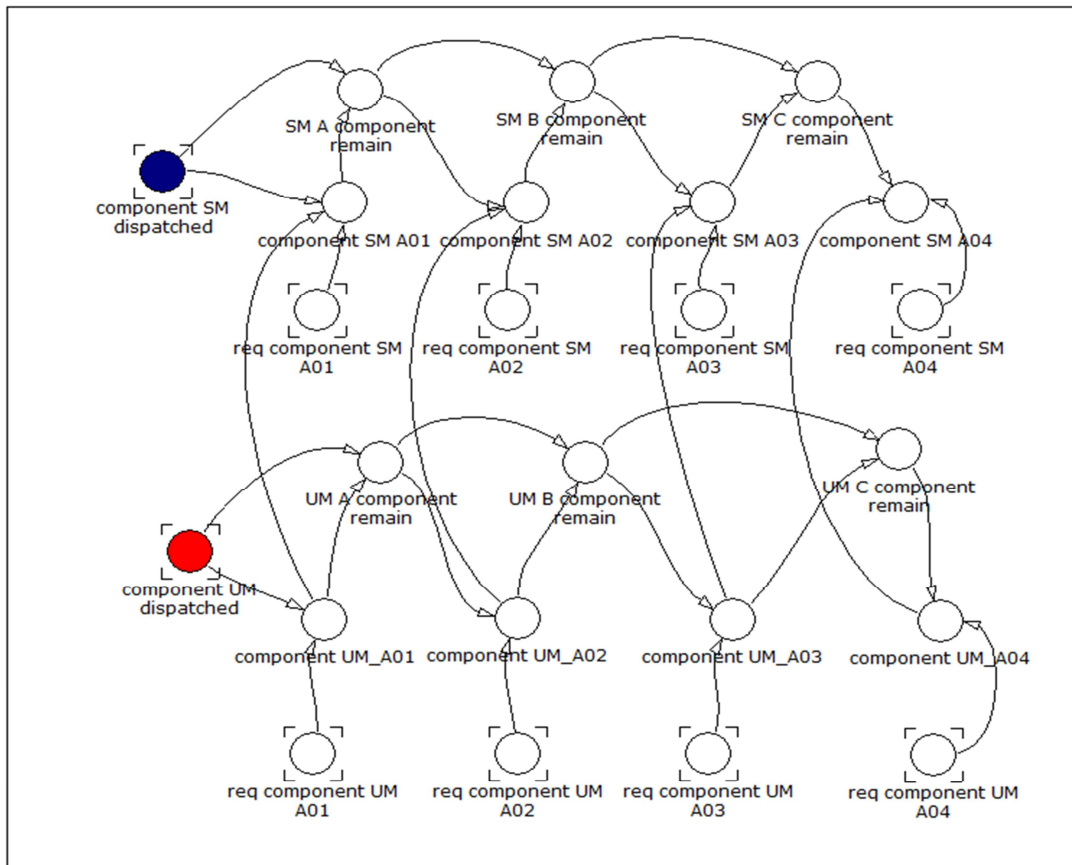 SM A component
remain
SM B component
remain
SM C component
remain
component SM
dispatched
component SM A01
component SM A02
component SM A03
component SM A04
req component SM
A01
req component SM
A02
req component SM
A03
req component SM
A04
UM A component
remain
UM B component
remain
UM C component
remain
component UM
dispatched
component UM_A01
component UM_A02
component UM_A03
component UM_A04
req component UM
A01
req component UM
A02
req component UM
A03
req component UM
A04